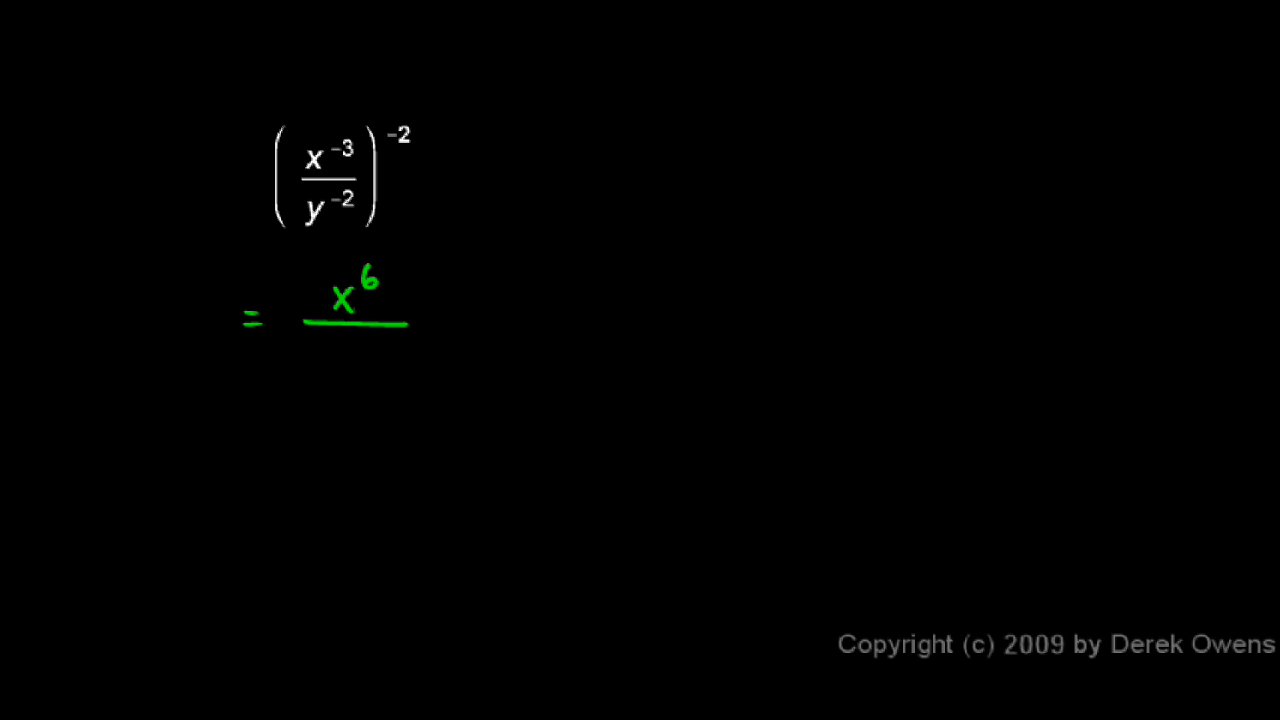 ( x⁻³ / y⁻² )⁻²
= x⁶ /
Copyright (c) 2009 by Derek Owens